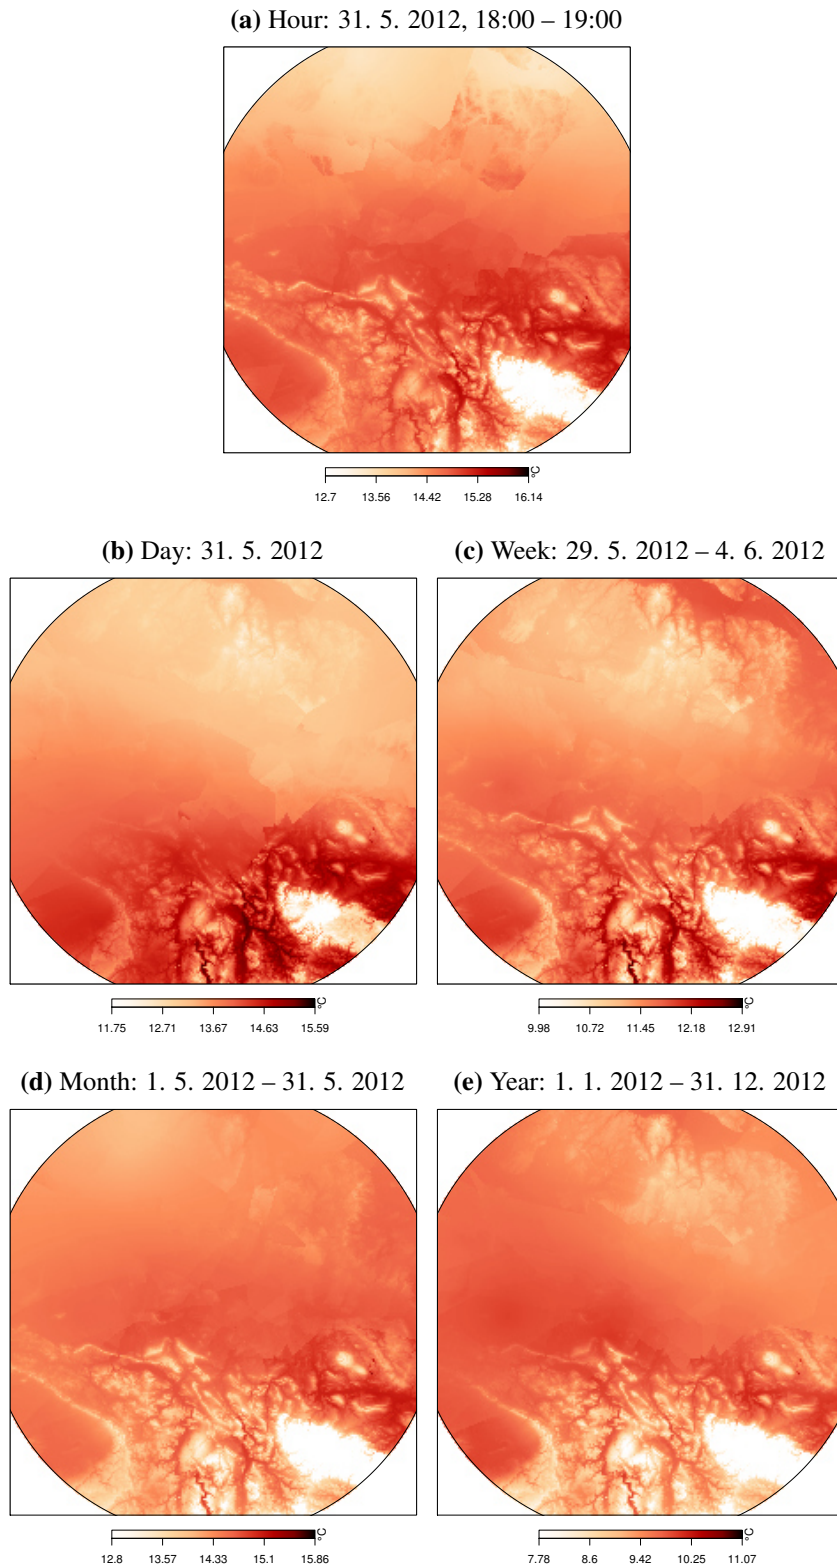 (a) Hour: 31. 5. 2012, 18:00 – 19:00
°C
12.7 13.56 14.42 15.28 16.14
(b) Day: 31. 5. 2012
(c) Week: 29. 5. 2012 – 4. 6. 2012
°C
11.75 12.71 13.67 14.63 15.59
°C
9.98 10.72 11.45 12.18 12.91
(d) Month: 1. 5. 2012 – 31. 5. 2012
(e) Year: 1. 1. 2012 – 31. 12. 2012
°C
12.8 13.57 14.33 15.1 15.86
°C
7.78 8.6 9.42 10.25 11.07